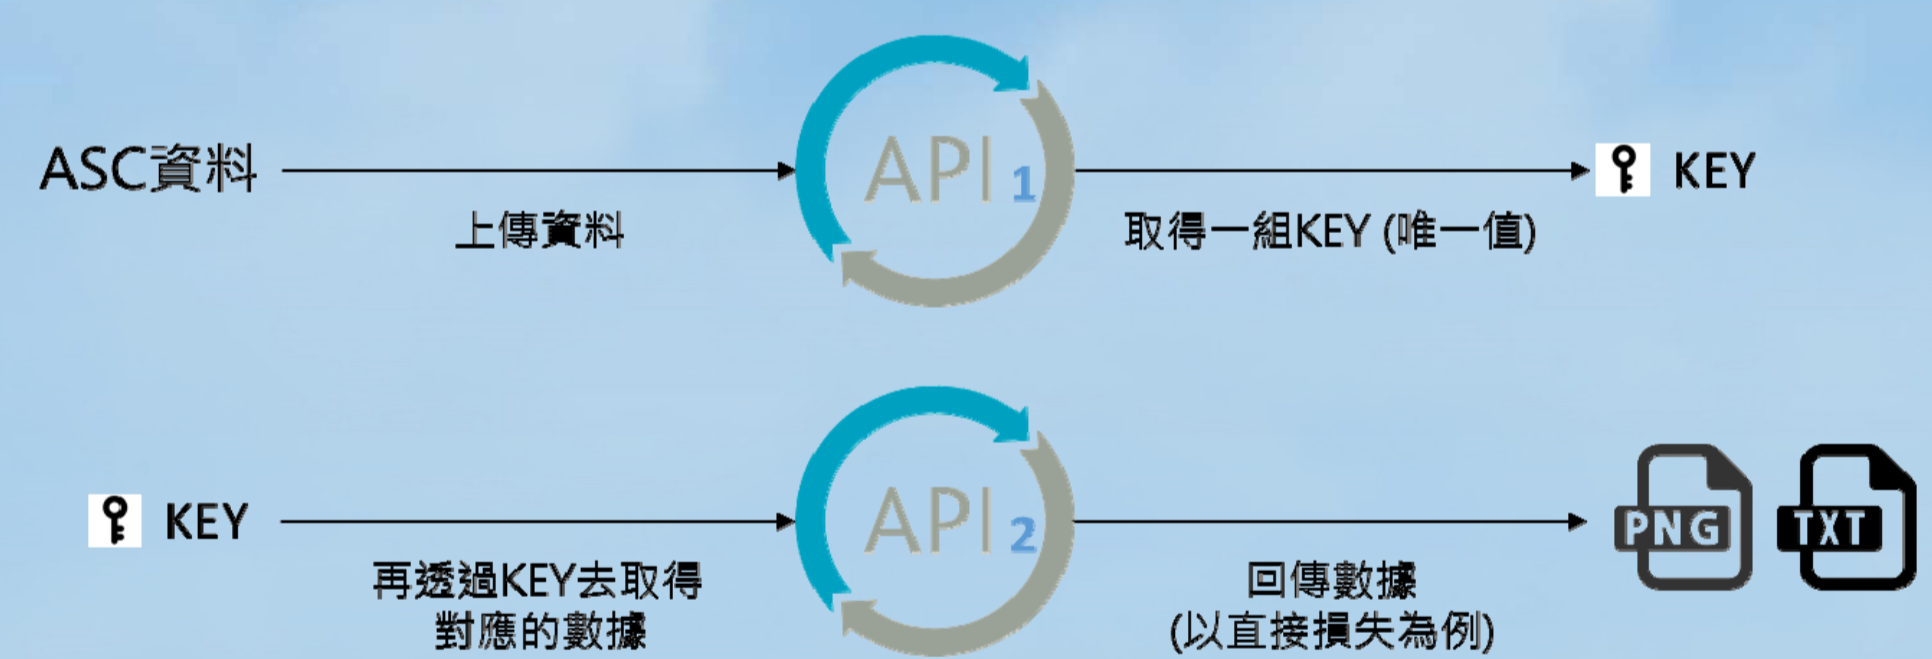 ASC資料
上傳資料
API 1
取得一組KEY (唯一值)
KEY
KEY
再透過KEY去取得
對應的數據
API 2
回傳數據
(以直接損失為例)
PNG
TXT